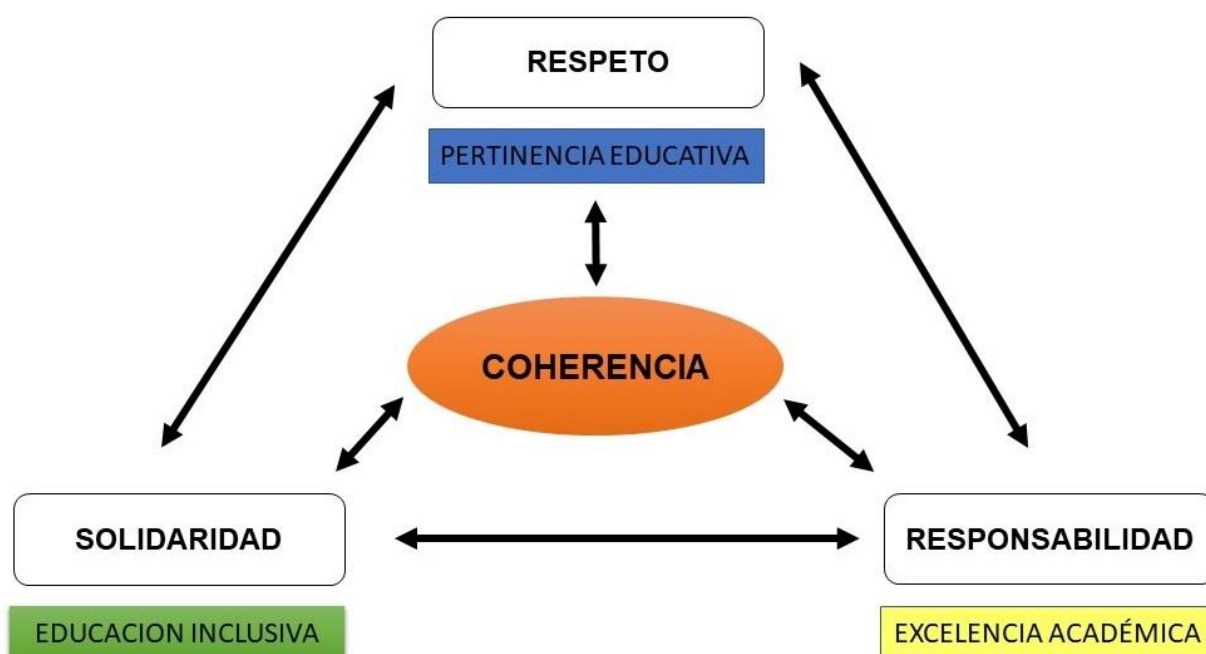 RESPETO
PERTINENCIA EDUCATIVA
COHERENCIA
SOLIDARIDAD
RESPONSABILIDAD
EDUCACION INCLUSIVA
EXCELENCIA ACADÉMICA